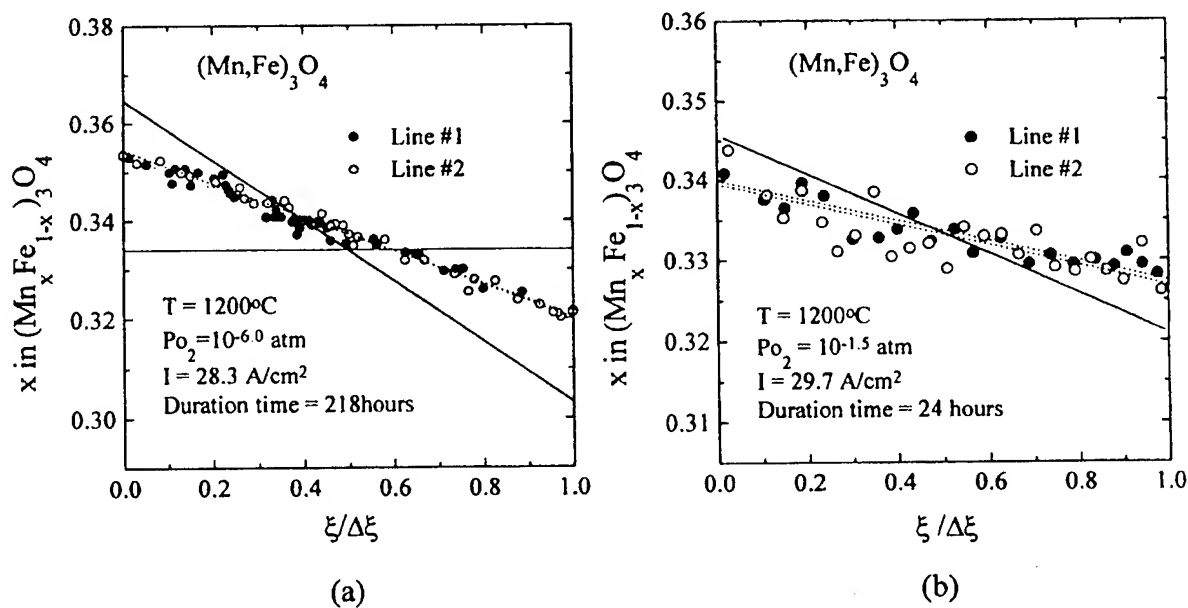 0.38
0.36
0.34
0.32
0.30
x in (MnxFe1-x)3O4
(Mn,Fe)3O4
Line #1
Line #2
T = 1200ºC
Po2=10-6.0 atm
I = 28.3 A/cm2
Duration time = 218hours
0.0 0.2 0.4 0.6 0.8 1.0
ξ/Δξ
(a)
0.36
0.35
0.34
0.33
0.32
0.31
x in (MnxFe1-x)3O4
(Mn,Fe)3O4
Line #1
Line #2
T = 1200ºC
Po2 = 10-1.5 atm
I = 29.7 A/cm2
Duration time = 24 hours
0.0 0.2 0.4 0.6 0.8 1.0
ξ /Δξ
(b)